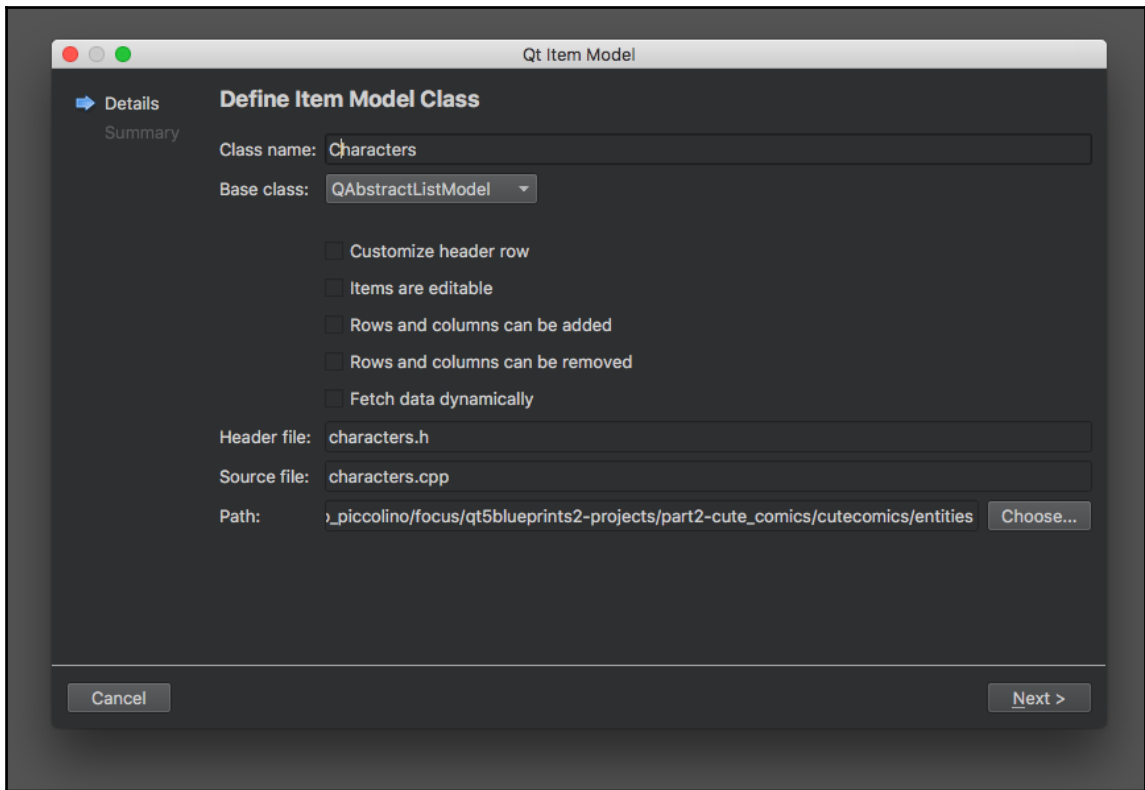 Qt Item Model
Details
Summary
Define Item Model Class
Class name: Characters
Base class: QAbstractListModel
Customize header row
Items are editable
Rows and columns can be added
Rows and columns can be removed
Fetch data dynamically
Header file: characters.h
Source file: characters.cpp
Path: _piccolino/focus/qt5blueprints2-projects/part2-cute_comics/cutecomics/entities Choose...
Cancel Next >